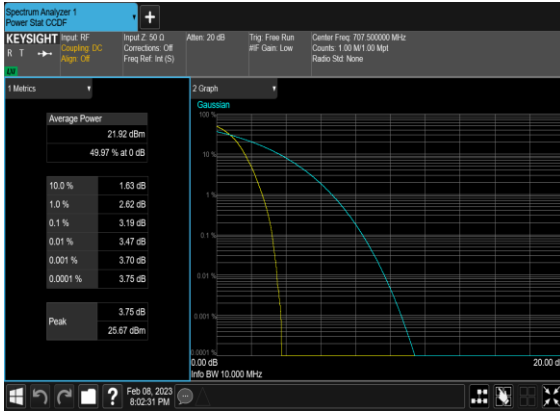 Spectrum Analyzer 1
Power Stat CCDF
KEYSIGHT
R T
Input: RF
Coupling: DC
Align: Off
Input Z: 50 Ω
Corrections: Off
Freq Ref: Int (S)
Atten: 20 dB
Trig: Free Run
#IF Gain: Low
Center Freq: 707.500000 MHz
Counts: 1.00 M/1.00 Mpt
Radio Std: None
1 Metrics
Average Power
21.92 dBm
49.97 % at 0 dB
10.0 % 1.63 dB
1.0 % 2.62 dB
0.1 % 3.19 dB
0.01 % 3.47 dB
0.001 % 3.70 dB
0.0001 % 3.75 dB
Peak
3.75 dB
25.67 dBm
2 Graph
Gaussian
100 %
10 %
1 %
0.1 %
0.01 %
0.001 %
0.0001 %
0.00 dB
20.00 d
Info BW 10.000 MHz
?
Feb 08, 2023
8:02:31 PM